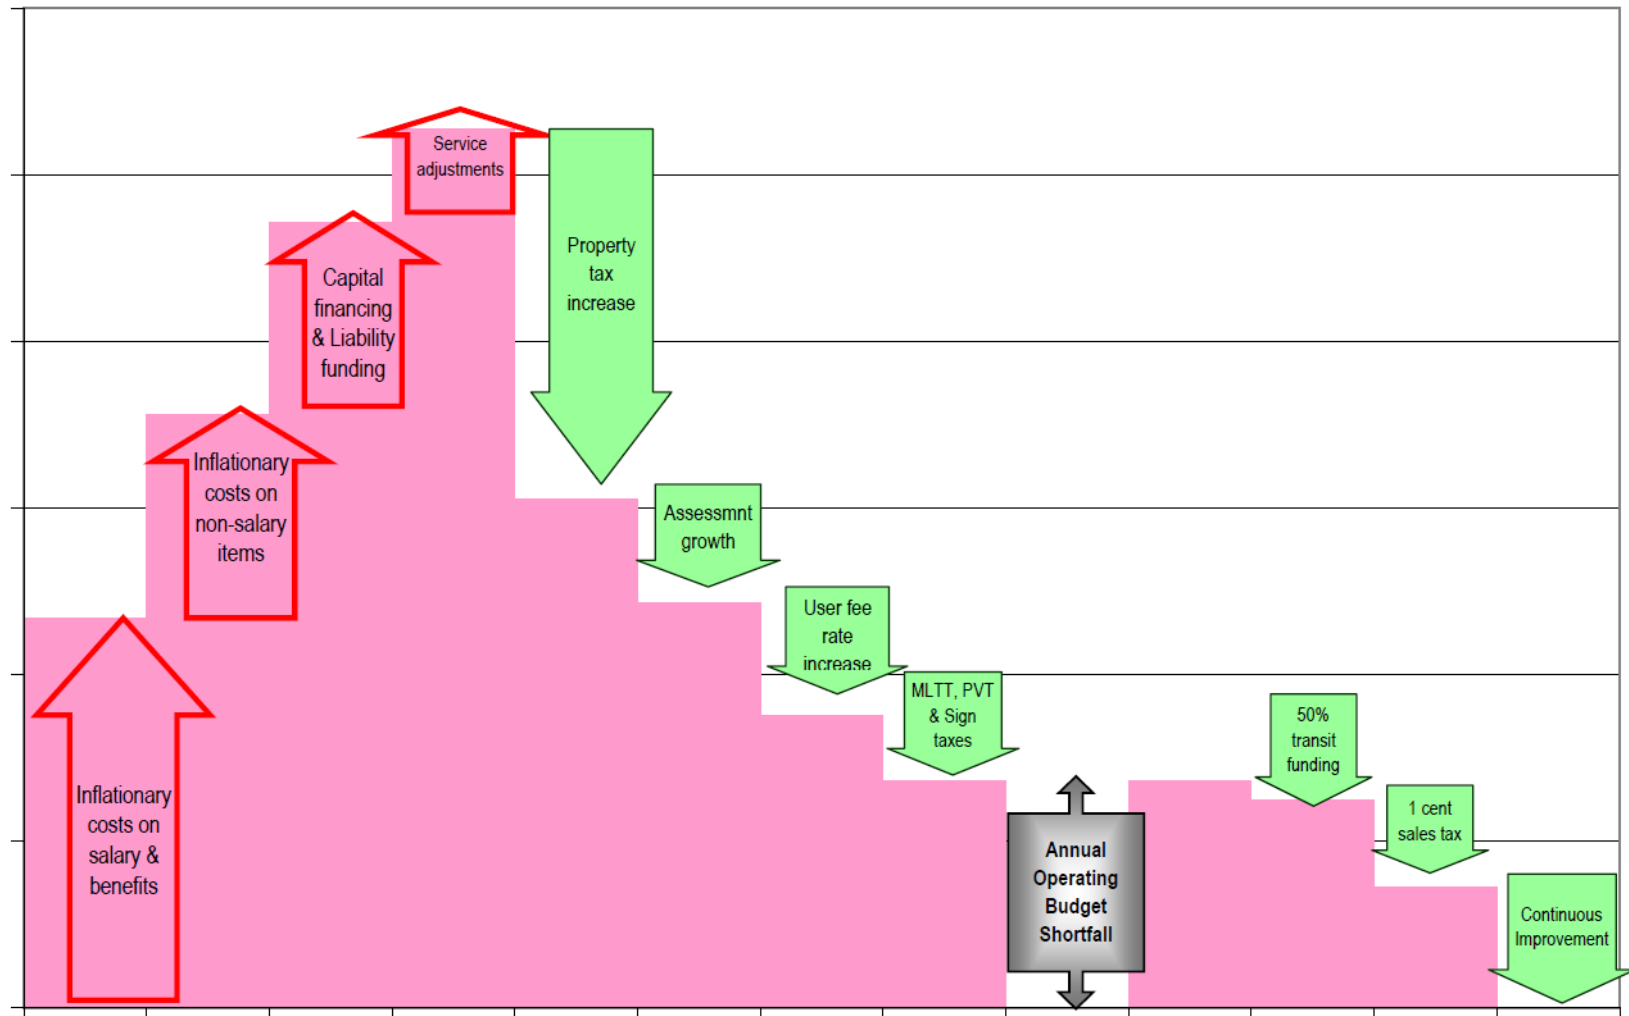 Service
adjustments
Property
tax
increase
Capital
financing
& Liability
funding
Inflationary
costs on
non-salary
items
Assessmnt
growth
User fee
rate
increase
MLTT, PVT
& Sign
taxes
50%
transit
funding
Inflationary
costs on
salary &
benefits
1 cent
sales tax
Annual
Operating
Budget
Shortfall
Continuous
Improvement